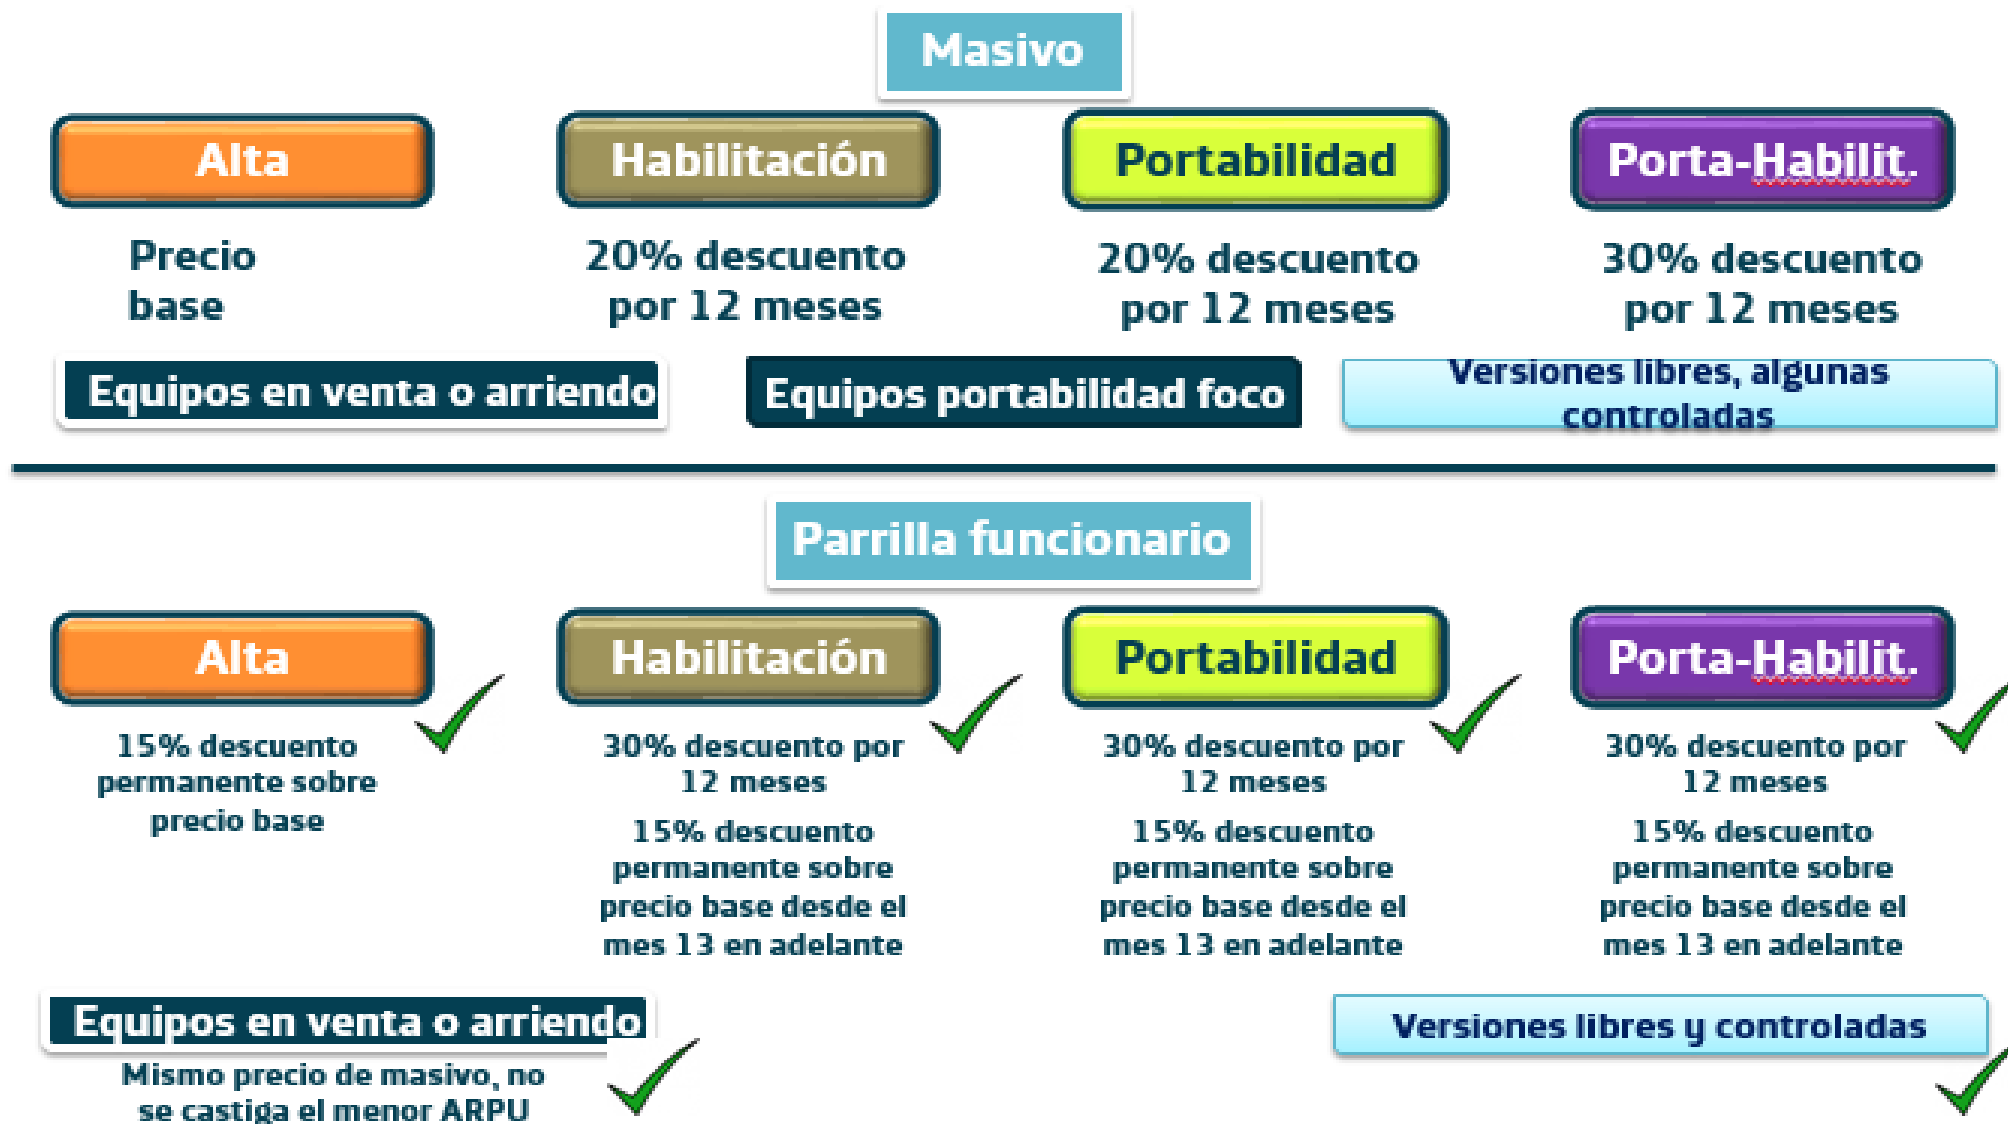 Masivo
Alta
Habilitación
Portabilidad
Porta-Habilit.
Precio
base
20% descuento
por 12 meses
20% descuento
por 12 meses
30% descuento
por 12 meses
Equipos en venta o arriendo
Equipos portabilidad foco
Versiones libres, algunas
controladas
Parrilla funcionario
Alta
Habilitación
Portabilidad
Porta-Habilit.
15% descuento
permanente sobre
precio base
30% descuento por
12 meses
15% descuento
permanente sobre
precio base desde el
mes 13 en adelante
30% descuento por
12 meses
15% descuento
permanente sobre
precio base desde el
mes 13 en adelante
30% descuento por
12 meses
15% descuento
permanente sobre
precio base desde el
mes 13 en adelante
Equipos en venta o arriendo
Mismo precio de masivo, no
se castiga el menor ARPU
Versiones libres y controladas